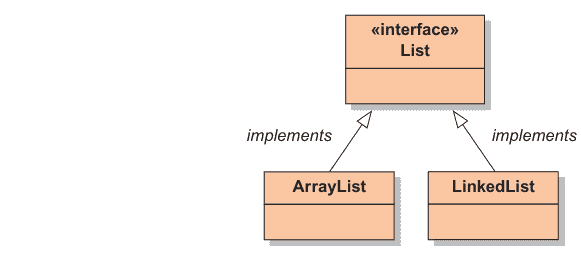 «interface»
List
implements
implements
ArrayList
LinkedList